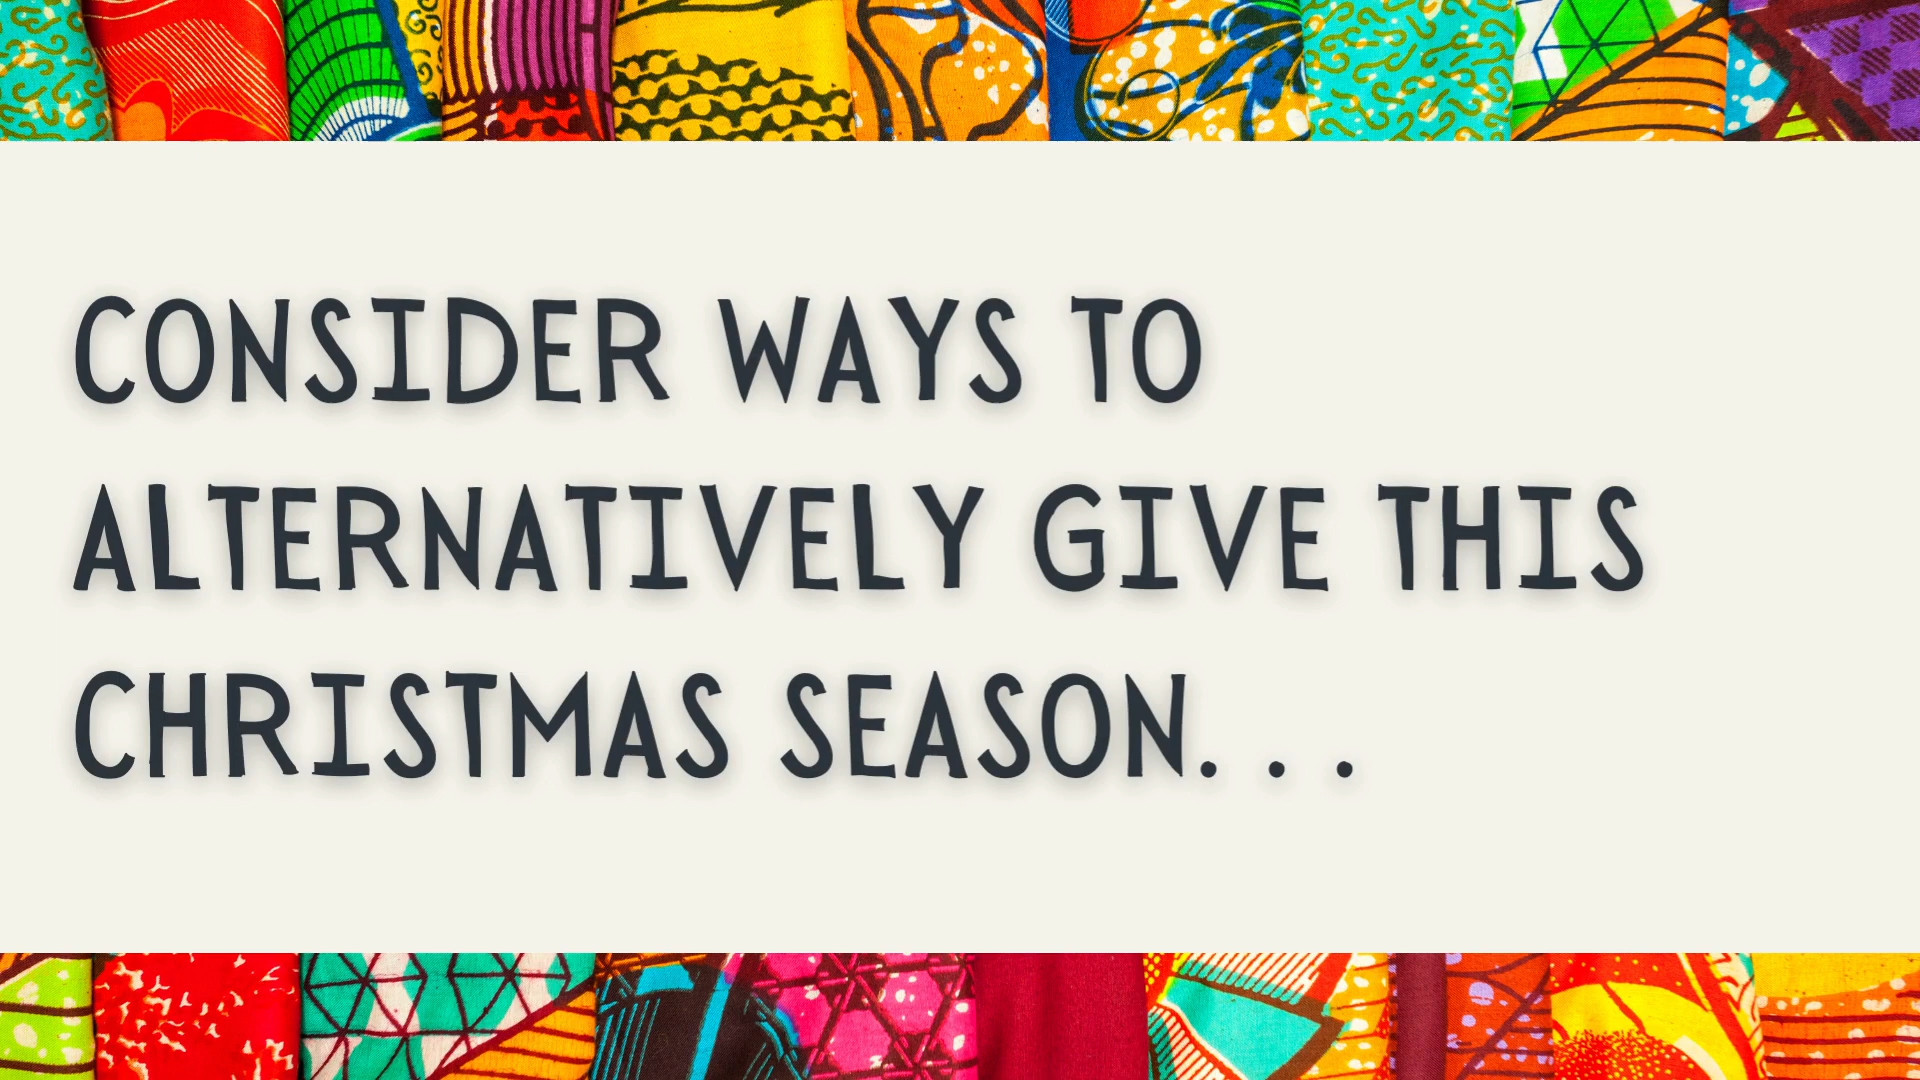 CONSIDER WAYS TO
ALTERNATIVELY GIVE THIS
CHRISTMAS SEASON. . .